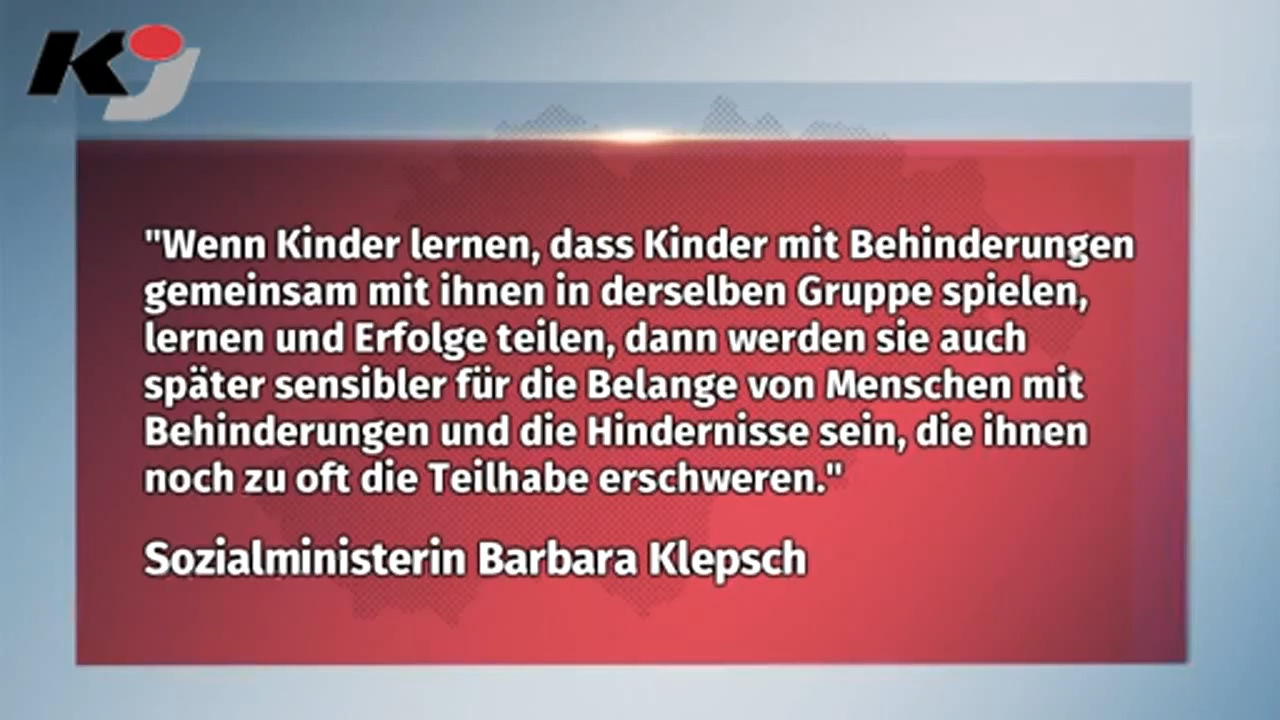 KJ
"Wenn Kinder lernen, dass Kinder mit Behinderungen
gemeinsam mit ihnen in derselben Gruppe spielen,
lernen und Erfolge teilen, dann werden sie auch
später sensibler für die Belange von Menschen mit
Behinderungen und die Hindernisse sein, die ihnen
noch zu oft die Teilhabe erschweren."
Sozialministerin Barbara Klepsch